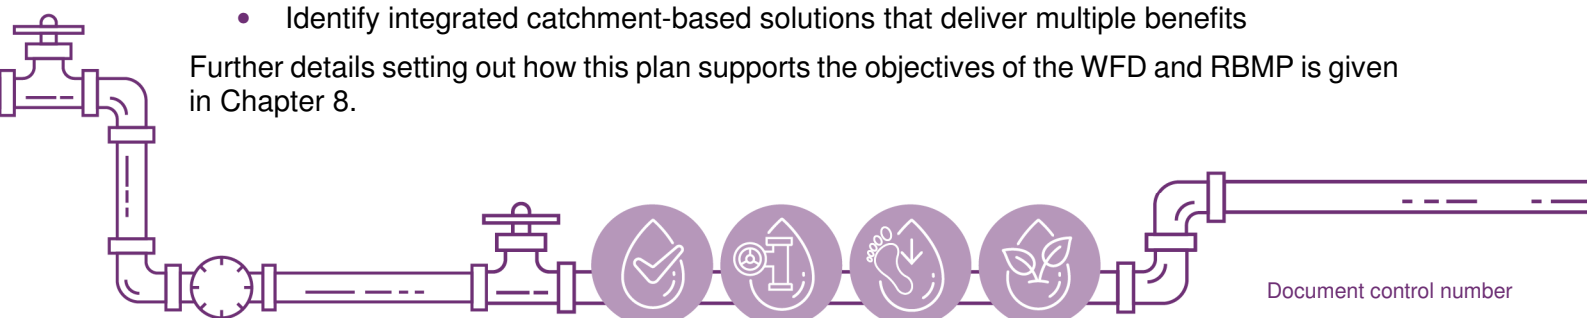 • Identify integrated catchment-based solutions that deliver multiple benefits
Further details setting out how this plan supports the objectives of the WFD and RBMP is given
in Chapter 8.
Document control number